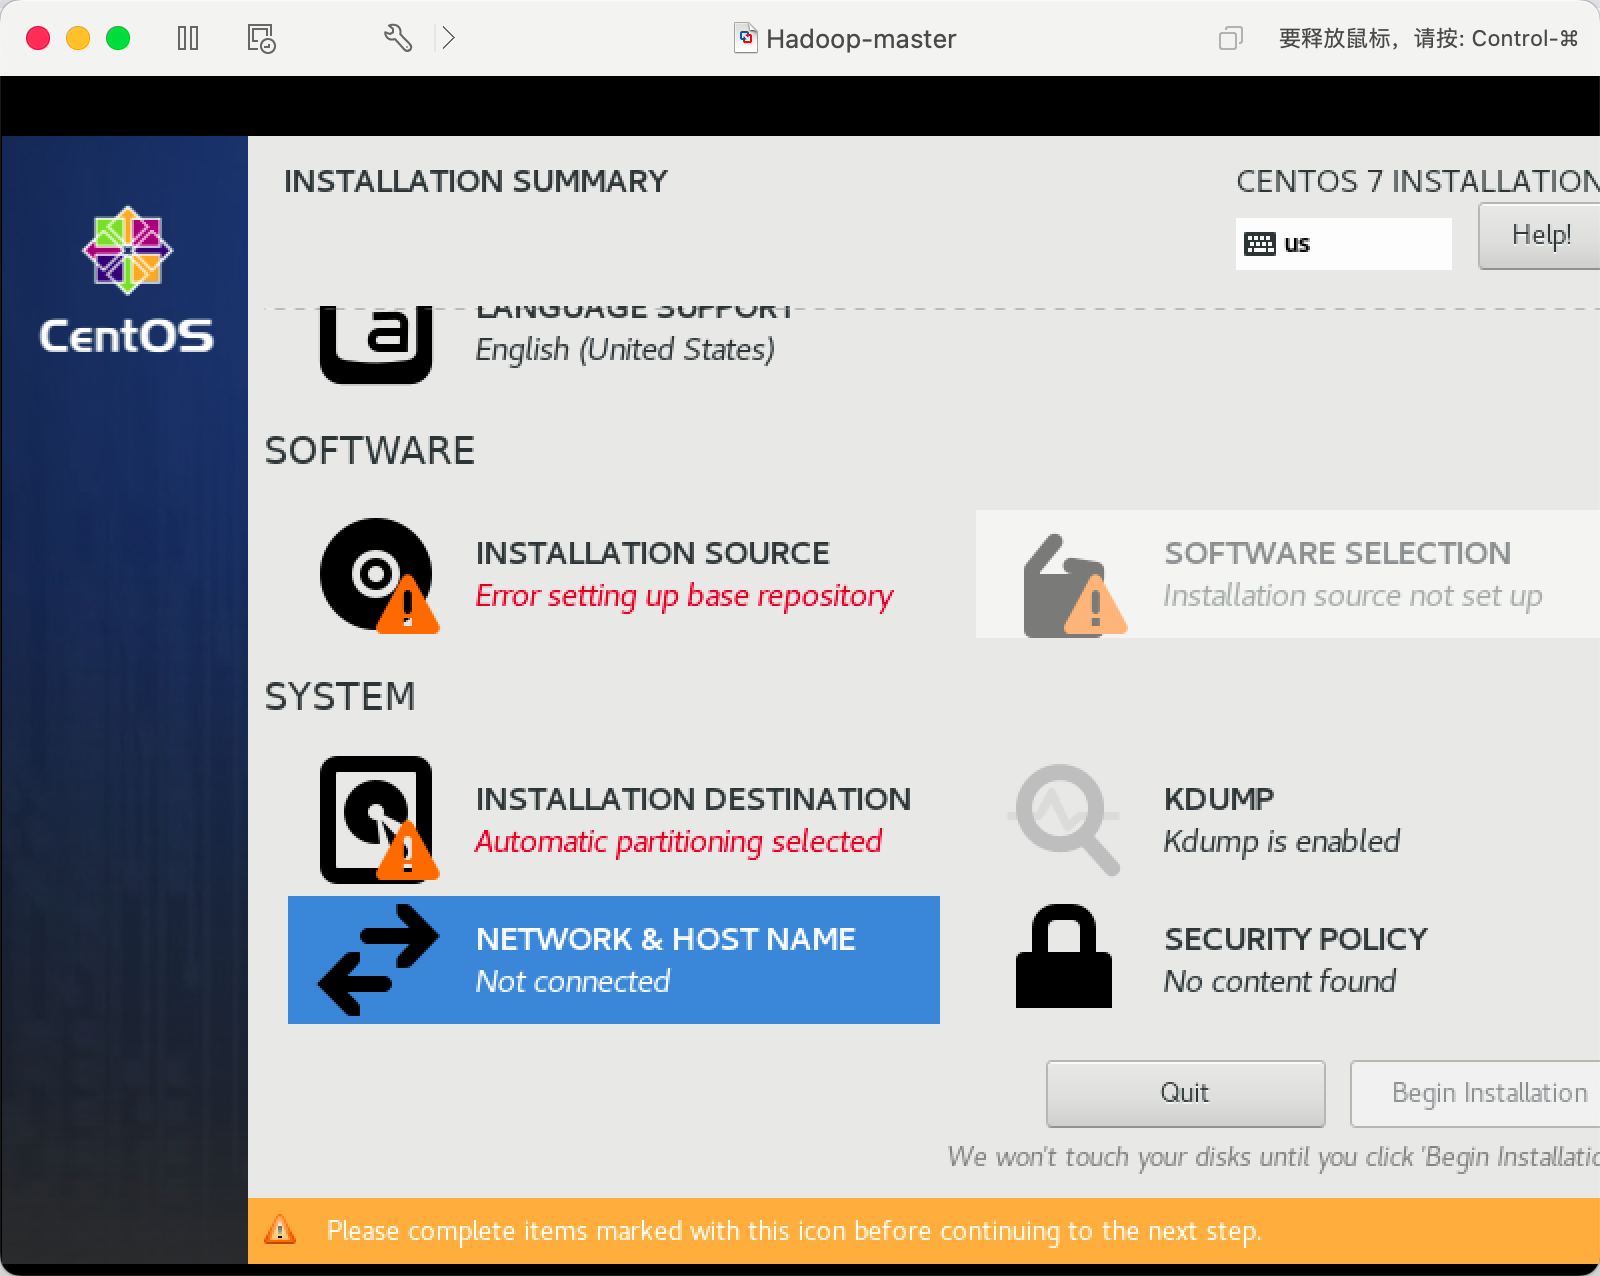 Hadoop-master
要释放鼠标，请按: Control-⌘
INSTALLATION SUMMARY
CENTOS 7 INSTALLATION
us
Help!
CentOS
LANGUAGE SUPPORT
English (United States)
SOFTWARE
INSTALLATION SOURCE
Error setting up base repository
SOFTWARE SELECTION
Installation source not set up
SYSTEM
INSTALLATION DESTINATION
Automatic partitioning selected
KDUMP
Kdump is enabled
NETWORK & HOST NAME
Not connected
SECURITY POLICY
No content found
Quit
Begin Installation
We won't touch your disks until you click 'Begin Installatio
Please complete items marked with this icon before continuing to the next step.